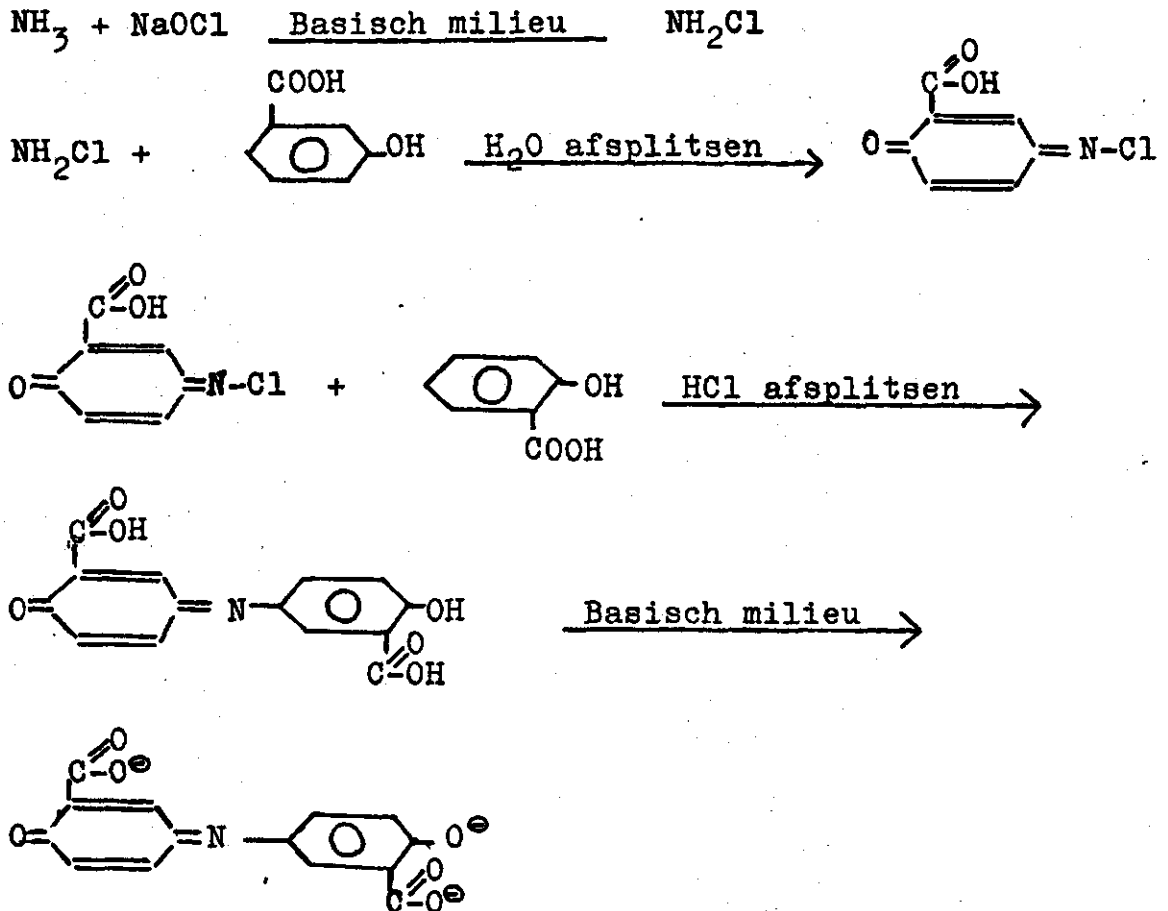 NH3 + NaOCl Basisch milieu NH2Cl
COOH
O
C-OH
NH2Cl + OH H2O afsplitsen O= =N-Cl
O
C-OH
O= =N-Cl + OH HCl afsplitsen
COOH
O
C-OH
O= =N OH Basisch milieu
O
C-OH
O
C-O⊖
O= =N O⊖
O
C-O⊖